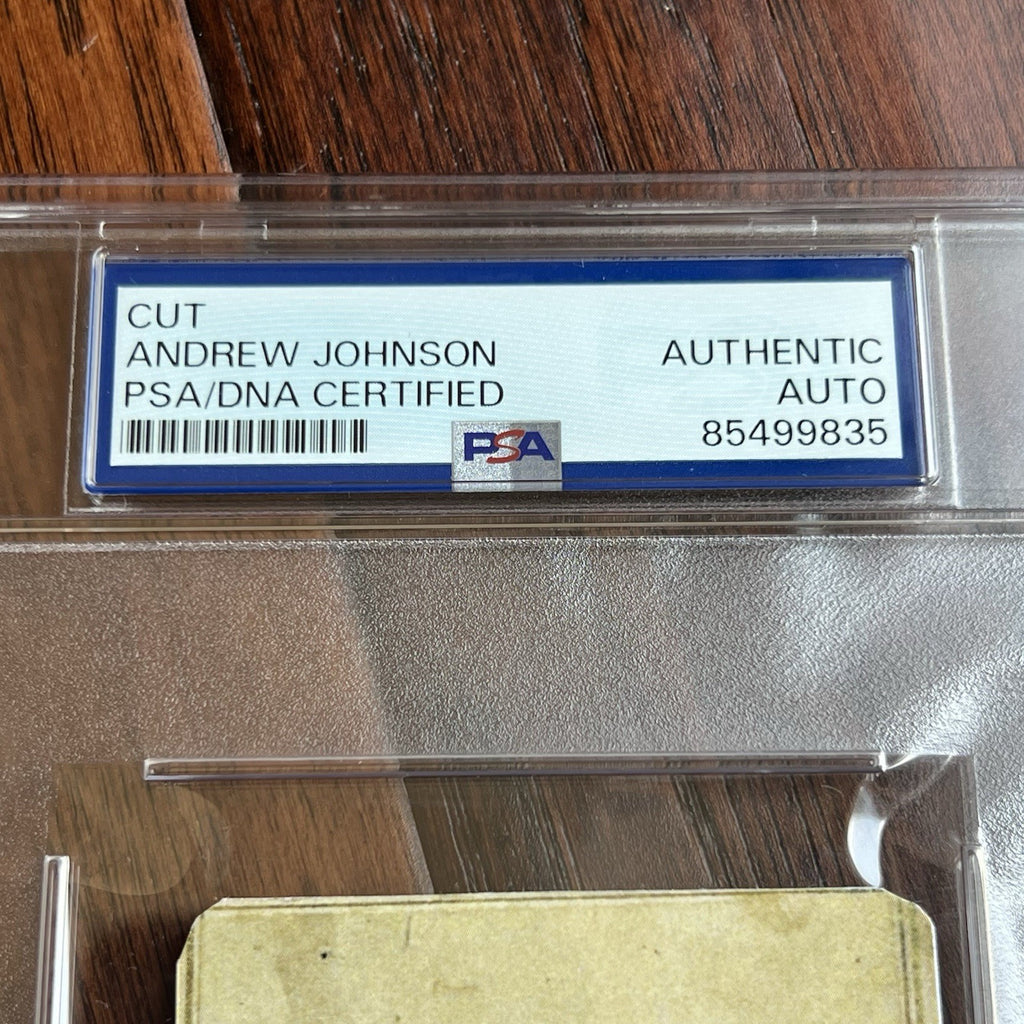 CUT
ANDREW JOHNSON
PSA/DNA CERTIFIED
AUTHENTIC
AUTO
85499835
PSA